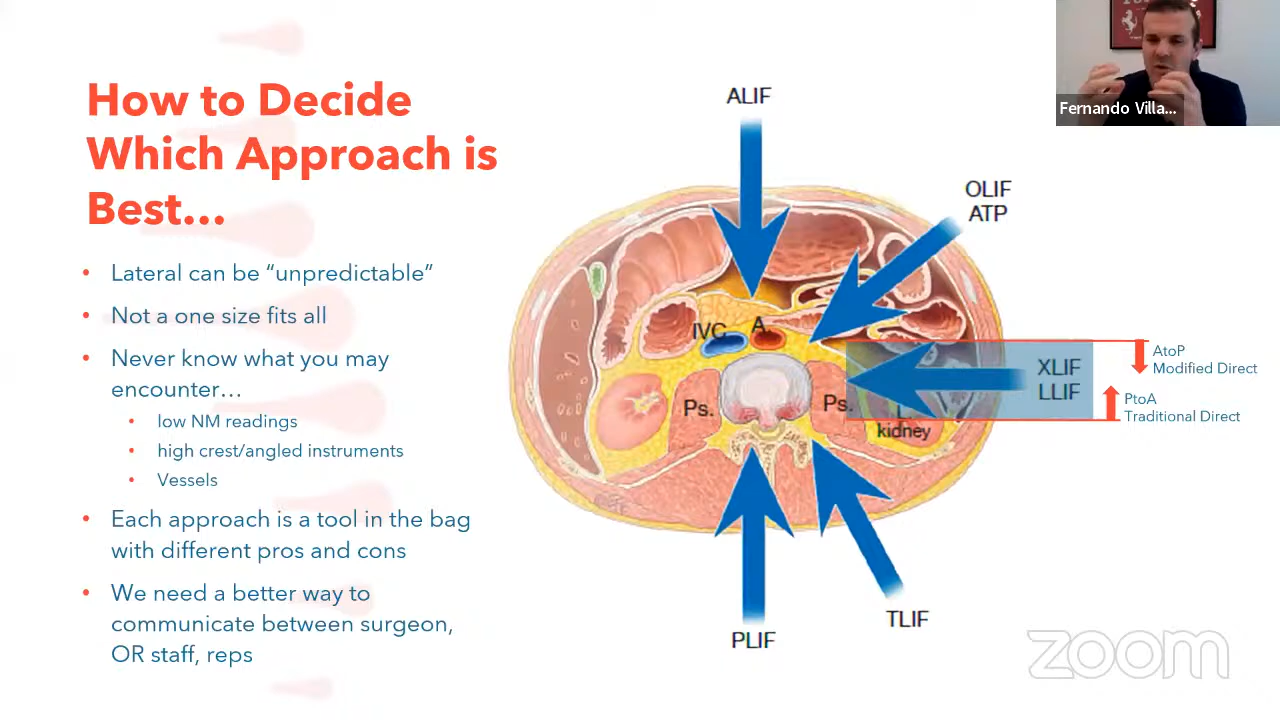 How to Decide
Which Approach is
Best...
• Lateral can be “unpredictable”
• Not a one size fits all
• Never know what you may
encounter…
• low NM readings
• high crest/angled instruments
• Vessels
• Each approach is a tool in the bag
with different pros and cons
• We need a better way to
communicate between surgeon,
OR staff, reps
ALIF
OLIF
ATP
IVC
A.
Ps.
Ps.
L.
kidney
XLIF
LLIF
AtoP
Modified Direct
PtoA
Traditional Direct
PLIF
TLIF
Fernando Villa...
zoom